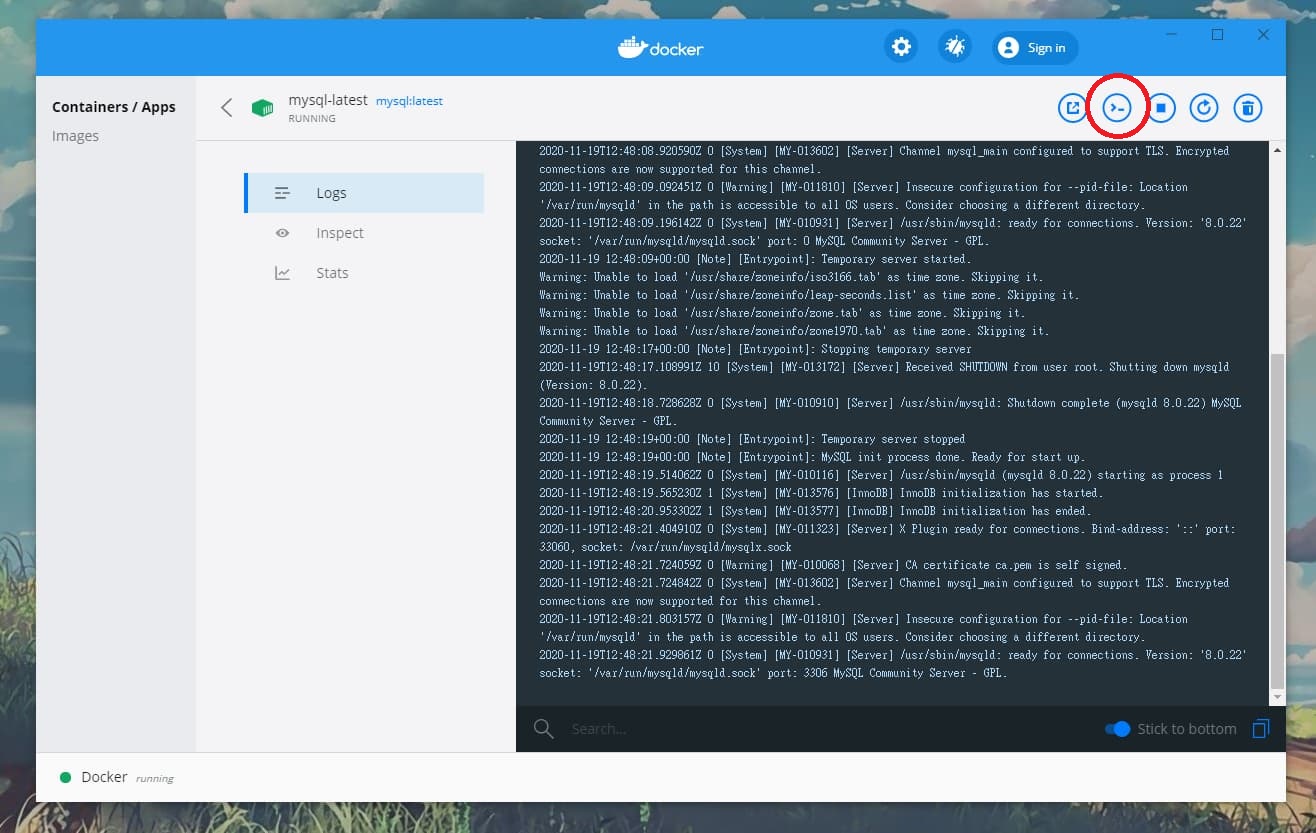 docker
Sign in
Containers / Apps
Images
mysql-latest mysql:latest
RUNNING
Logs
Inspect
Stats
2020-11-19T12:48:08.920590Z 0 [System] [MY-013602] [Server] Channel mysql_main configured to support TLS. Encrypted
connections are now supported for this channel.
2020-11-19T12:48:09.092451Z 0 [Warning] [MY-011810] [Server] Insecure configuration for --pid-file: Location
'/var/run/mysqld' in the path is accessible to all OS users. Consider choosing a different directory.
2020-11-19T12:48:09.196142Z 0 [System] [MY-010931] [Server] /usr/sbin/mysqld: ready for connections. Version: '8.0.22'
socket: '/var/run/mysqld/mysqld.sock' port: 0 MySQL Community Server - GPL.
2020-11-19 12:48:09+00:00 [Note] [Entrypoint]: Temporary server started.
Warning: Unable to load '/usr/share/zoneinfo/iso3166.tab' as time zone. Skipping it.
Warning: Unable to load '/usr/share/zoneinfo/leap-seconds.list' as time zone. Skipping it.
Warning: Unable to load '/usr/share/zoneinfo/zone.tab' as time zone. Skipping it.
Warning: Unable to load '/usr/share/zoneinfo/zone1970.tab' as time zone. Skipping it.
2020-11-19 12:48:17+00:00 [Note] [Entrypoint]: Stopping temporary server
2020-11-19T12:48:17.108991Z 10 [System] [MY-013172] [Server] Received SHUTDOWN from user root. Shutting down mysqld
(Version: 8.0.22).
2020-11-19T12:48:18.728628Z 0 [System] [MY-010910] [Server] /usr/sbin/mysqld: Shutdown complete (mysqld 8.0.22) MySQL
Community Server - GPL.
2020-11-19 12:48:19+00:00 [Note] [Entrypoint]: Temporary server stopped
2020-11-19 12:48:19+00:00 [Note] [Entrypoint]: MySQL init process done. Ready for start up.
2020-11-19T12:48:19.514062Z 0 [System] [MY-010116] [Server] /usr/sbin/mysqld (mysqld 8.0.22) starting as process 1
2020-11-19T12:48:19.565230Z 1 [System] [MY-013576] [InnoDB] InnoDB initialization has started.
2020-11-19T12:48:20.953302Z 1 [System] [MY-013577] [InnoDB] InnoDB initialization has ended.
2020-11-19T12:48:21.404910Z 0 [System] [MY-011323] [Server] X Plugin ready for connections. Bind-address: '::' port:
33060, socket: /var/run/mysqld/mysqlx.sock
2020-11-19T12:48:21.724059Z 0 [Warning] [MY-010068] [Server] CA certificate ca.pem is self signed.
2020-11-19T12:48:21.724842Z 0 [System] [MY-013602] [Server] Channel mysql_main configured to support TLS. Encrypted
connections are now supported for this channel.
2020-11-19T12:48:21.803157Z 0 [Warning] [MY-011810] [Server] Insecure configuration for --pid-file: Location
'/var/run/mysqld' in the path is accessible to all OS users. Consider choosing a different directory.
2020-11-19T12:48:21.929861Z 0 [System] [MY-010931] [Server] /usr/sbin/mysqld: ready for connections. Version: '8.0.22'
socket: '/var/run/mysqld/mysqld.sock' port: 3306 MySQL Community Server - GPL.
Search...
Stick to bottom
Docker running